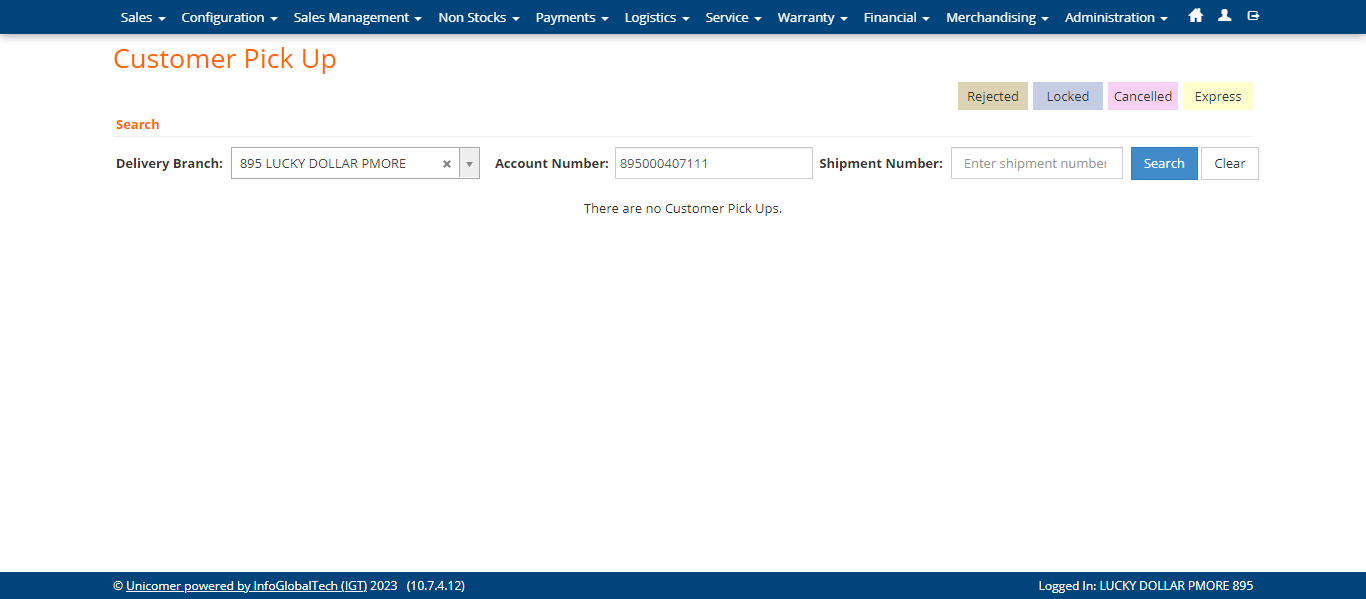 Sales Configuration Sales Management Non Stocks Payments Logistics Service Warranty Financial Merchandising Administration
Customer Pick Up
Rejected Locked Cancelled Express
Search
Delivery Branch: 895 LUCKY DOLLAR PMORE Account Number: 895000407111 Shipment Number: Enter shipment number Search Clear
There are no Customer Pick Ups.
© Unicomer powered by InfoGlobalTech (IGT) 2023 (10.7.4.12) Logged In: LUCKY DOLLAR PMORE 895